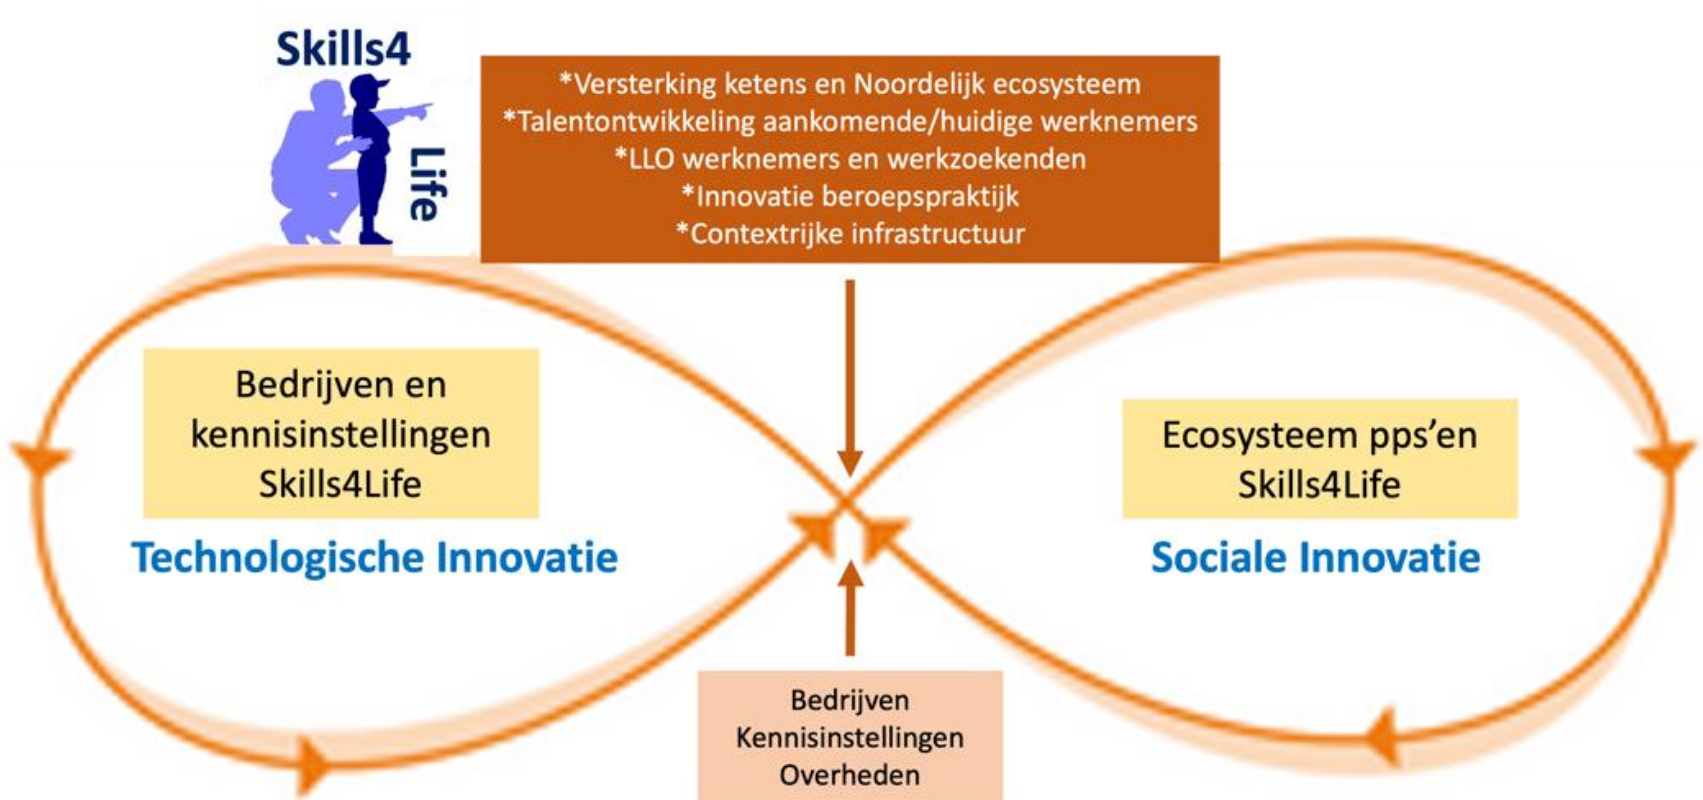 Skills4
Life
*Versterking ketens en Noordelijk ecosysteem
*Talentontwikkeling aankomende/huidige werknemers
*LLO werknemers en werkzoekenden
*Innovatie beroepspraktijk
*Contextrijke infrastructuur
Bedrijven en
kennisinstellingen
Skills4Life
Technologische Innovatie
Ecosysteem pps’en
Skills4Life
Sociale Innovatie
Bedrijven
Kennisinstellingen
Overheden